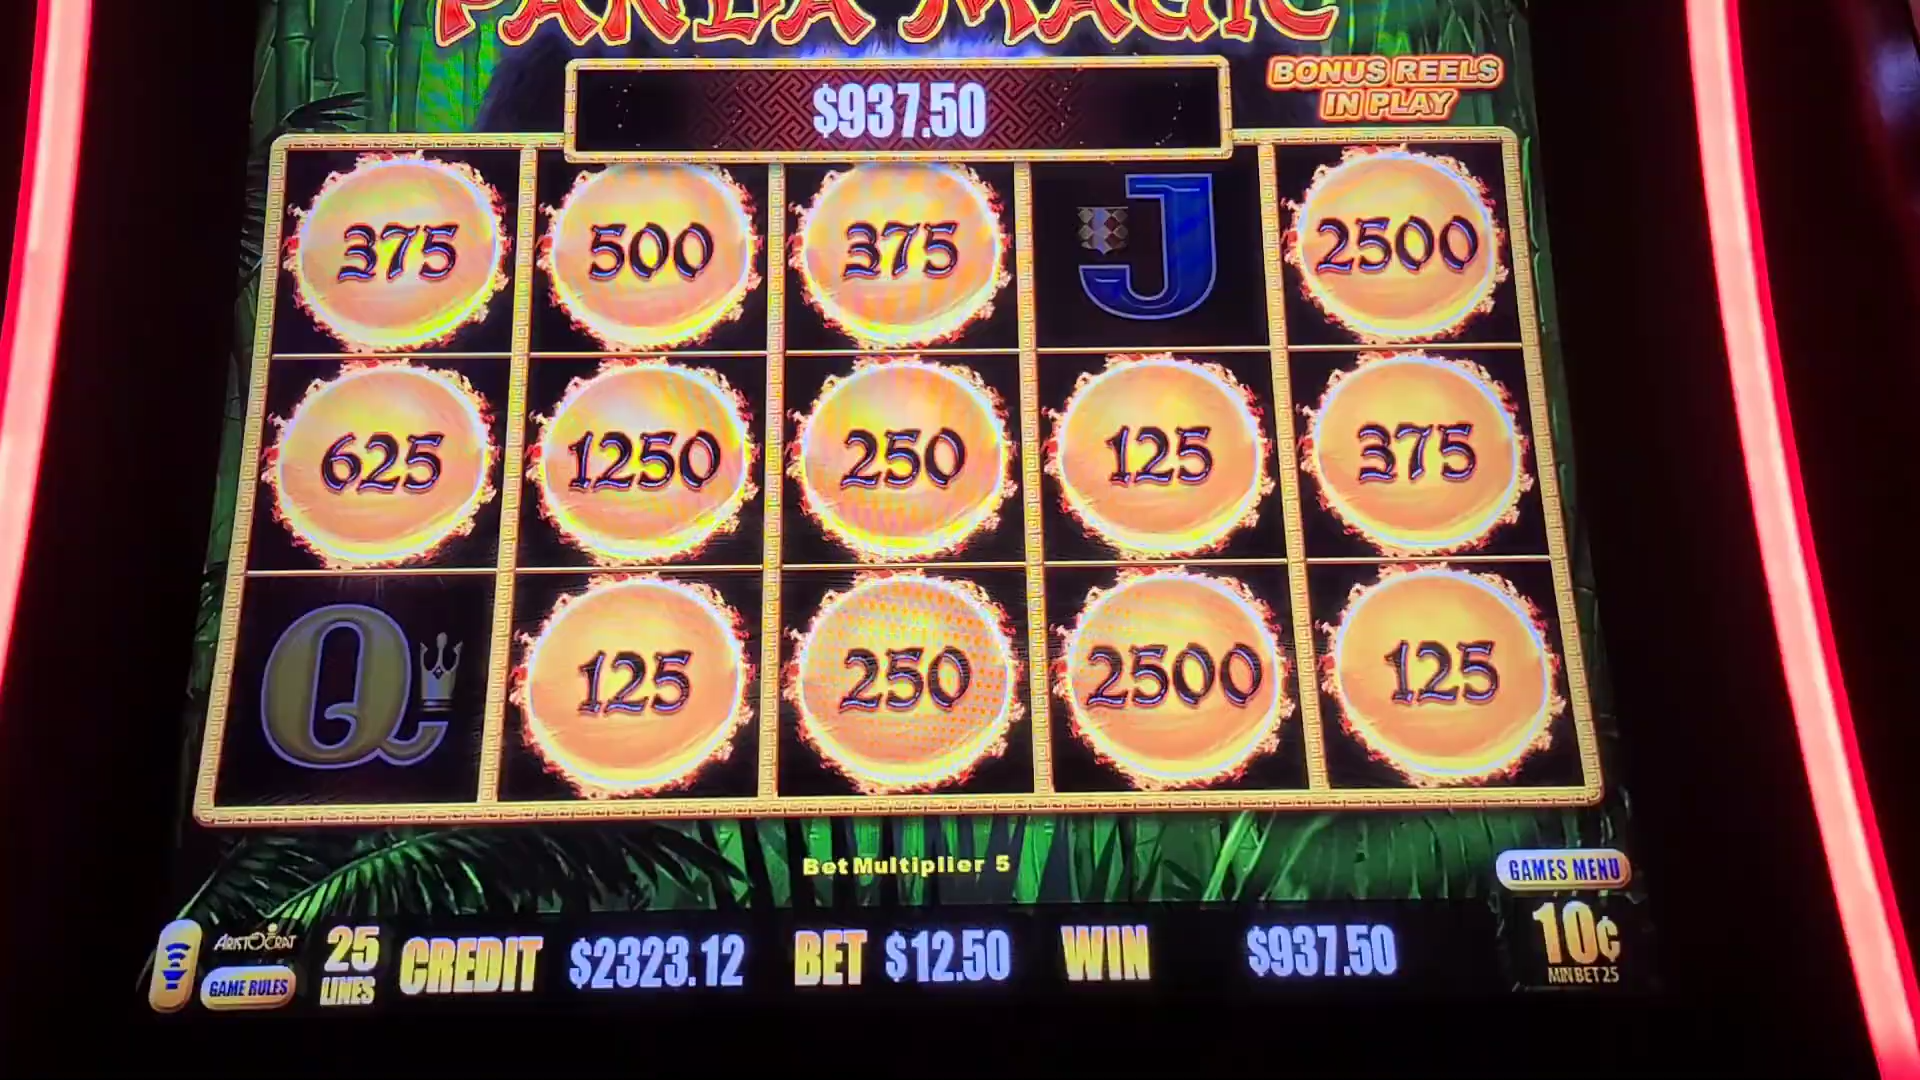 PANDA MAGIC
$937.50
BONUS REELS
IN PLAY
375 500 375 J 2500
625 1250 250 125 375
Q 125 250 2500 125
Bet Multiplier 5
GAMES MENU
ARISTOCRAT
GAME RULES
25
LINES
CREDIT $2323.12 BET $12.50 WIN $937.50
10¢
MIN BET 25